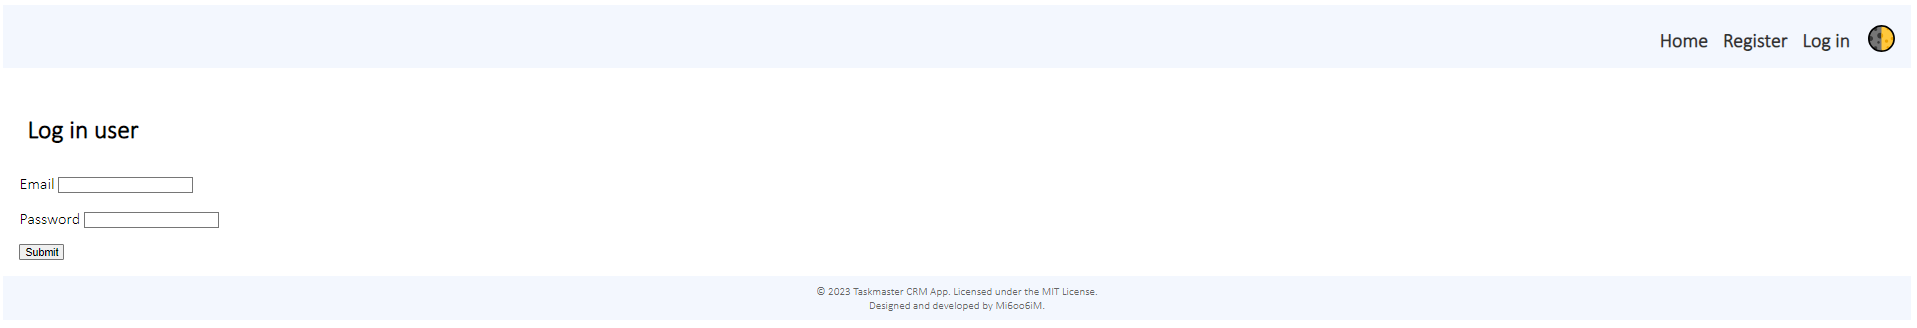 Home Register Log in
Log in user
Email
Password
Submit
© 2023 Taskmaster CRM App. Licensed under the MIT License.
Designed and developed by Mi6oo6iM.